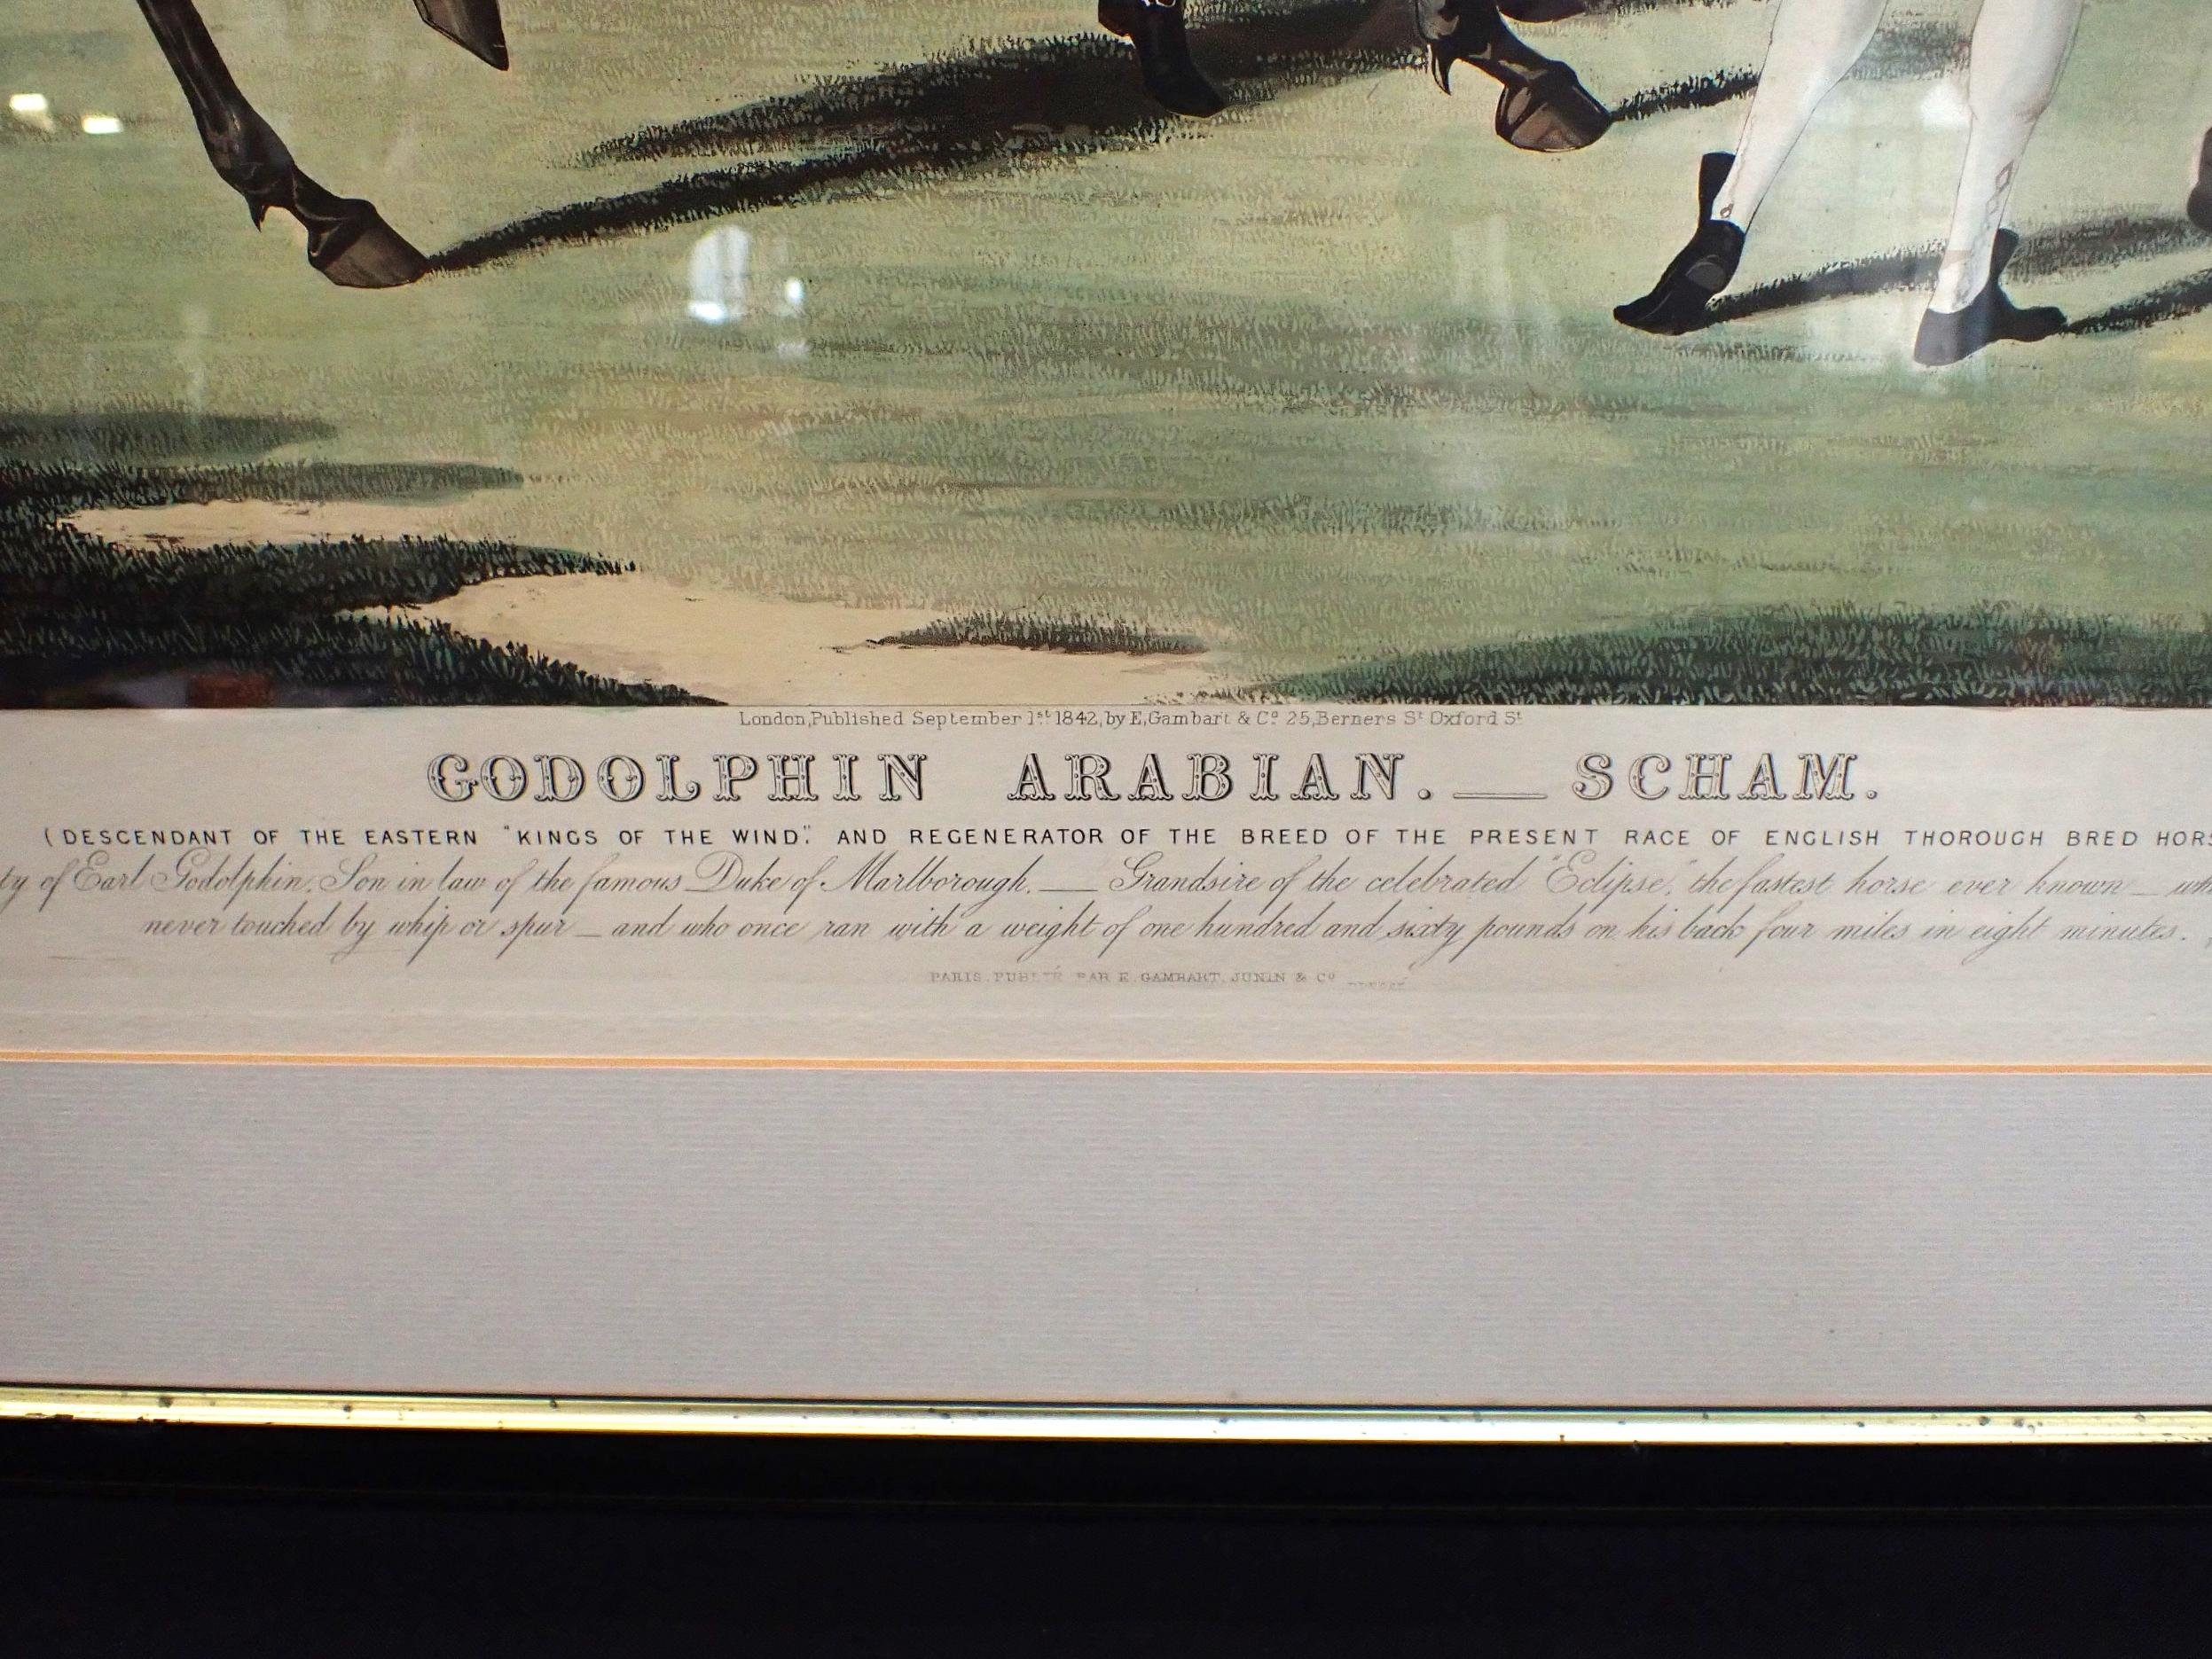 London, Published September 1st 1842, by E, Gambart & Co 25, Berners St Oxford St
GODOLPHIN ARABIAN. — SCHAM.
(DESCENDANT OF THE EASTERN "KINGS OF THE WIND." AND REGENERATOR OF THE BREED OF THE PRESENT RACE OF ENGLISH THOROUGH BRED HORS
ty of Earl Godolphin, Son in law of the famous Duke of Marlborough, — Grandsire of the celebrated "Eclipse", the fastest horse ever known — wh
never touched by whip or spur — and who once ran with a weight of one hundred and sixty pounds on his back four miles in eight minutes.
PARIS, PUBLIÉ PAR E. GAMBART, JUNIN & Co